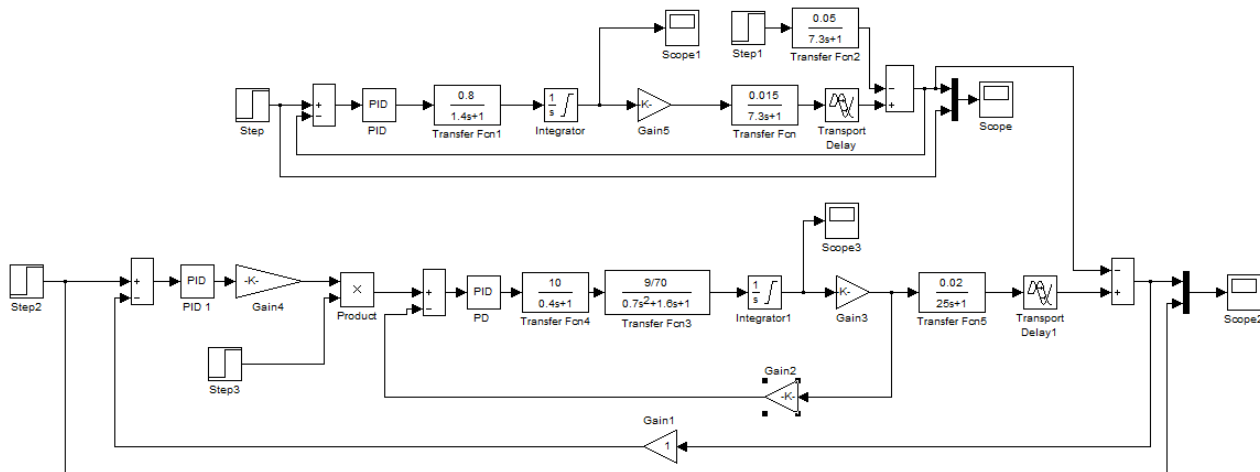 0.05
7.3s+1
Step1
Transfer Fcn2
Scope1
+
−
PID
PID
0.8
1.4s+1
Transfer Fcn1
1
s
Integrator
K-
Gain5
0.015
7.3s+1
Transfer Fcn
Transport
Delay
−
+
Scope
Step
Scope3
Step2
+
−
PID
PID 1
-K-
Gain4
×
Product
Step3
+
−
PID
PD
10
0.4s+1
Transfer Fcn4
9/70
0.7s²+1.6s+1
Transfer Fcn3
1
s
Integrator1
K-
Gain3
0.02
25s+1
Transfer Fcn5
Transport
Delay1
−
+
Scope2
Gain2
-K-
Gain1
1